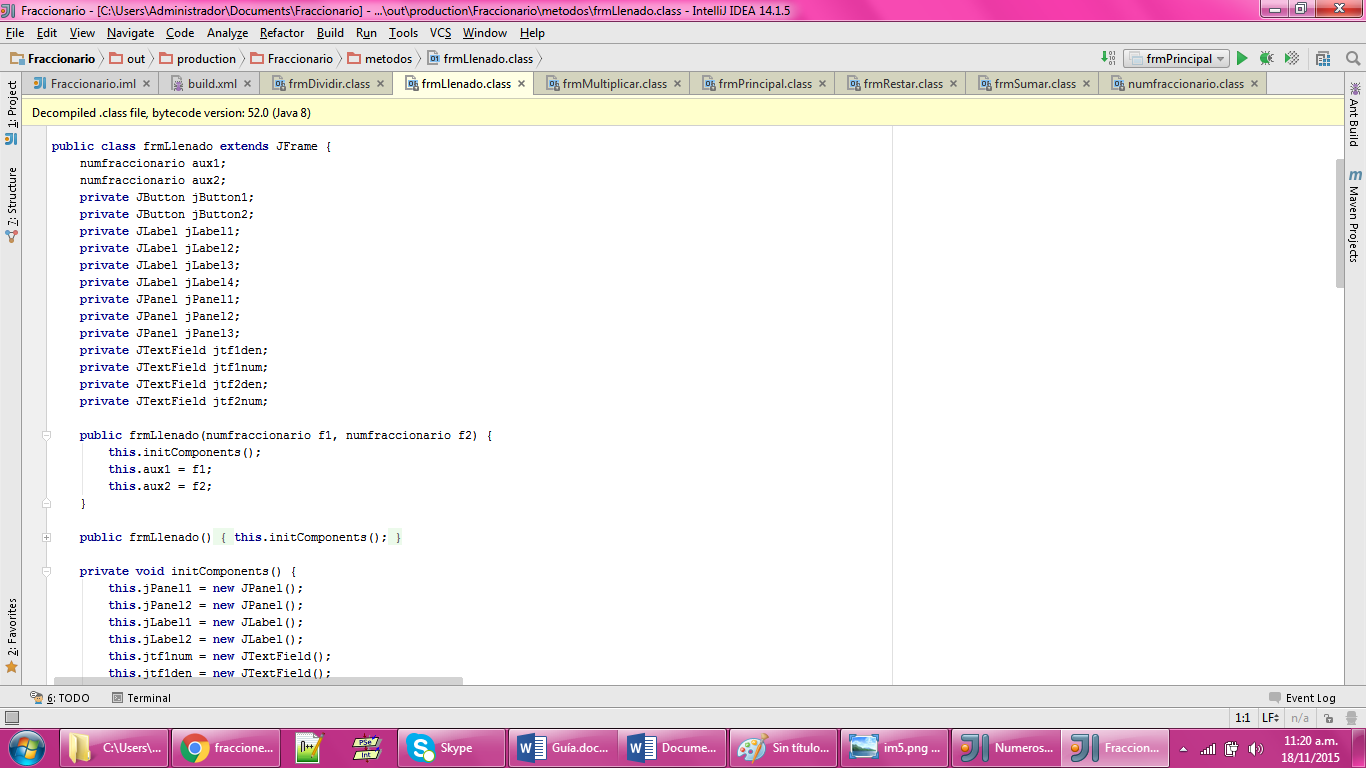 Fraccionario - [C:\Users\Administrador\Documents\Fraccionario] - ...\out\production\Fraccionario\metodos\frmLlenado.class - IntelliJ IDEA 14.1.5
File Edit View Navigate Code Analyze Refactor Build Run Tools VCS Window Help
Fraccionario out production Fraccionario metodos frmLlenado.class frmPrincipal
Fraccionario.iml build.xml frmDividir.class frmLlenado.class frmMultiplicar.class frmPrincipal.class frmRestar.class frmSumar.class numfraccionario.class
Decompiled .class file, bytecode version: 52.0 (Java 8)
1: Project
7: Structure
2: Favorites
public class frmLlenado extends JFrame {
numfraccionario aux1;
numfraccionario aux2;
private JButton jButton1;
private JButton jButton2;
private JLabel jLabel1;
private JLabel jLabel2;
private JLabel jLabel3;
private JLabel jLabel4;
private JPanel jPanel1;
private JPanel jPanel2;
private JPanel jPanel3;
private JTextField jtf1den;
private JTextField jtf1num;
private JTextField jtf2den;
private JTextField jtf2num;
public frmLlenado(numfraccionario f1, numfraccionario f2) {
this.initComponents();
this.aux1 = f1;
this.aux2 = f2;
}
public frmLlenado() { this.initComponents(); }
private void initComponents() {
this.jPanel1 = new JPanel();
this.jPanel2 = new JPanel();
this.jLabel1 = new JLabel();
this.jLabel2 = new JLabel();
this.jtf1num = new JTextField();
this.jtf1den = new JTextField();
Ant Build
Maven Projects
6: TODO Terminal Event Log
1:1 LF n/a
C:\Users\... fraccione... Skype Guía.doc... Docume... Sin título... im5.png ... Numeros... Fraccion...
11:20 a.m.
18/11/2015